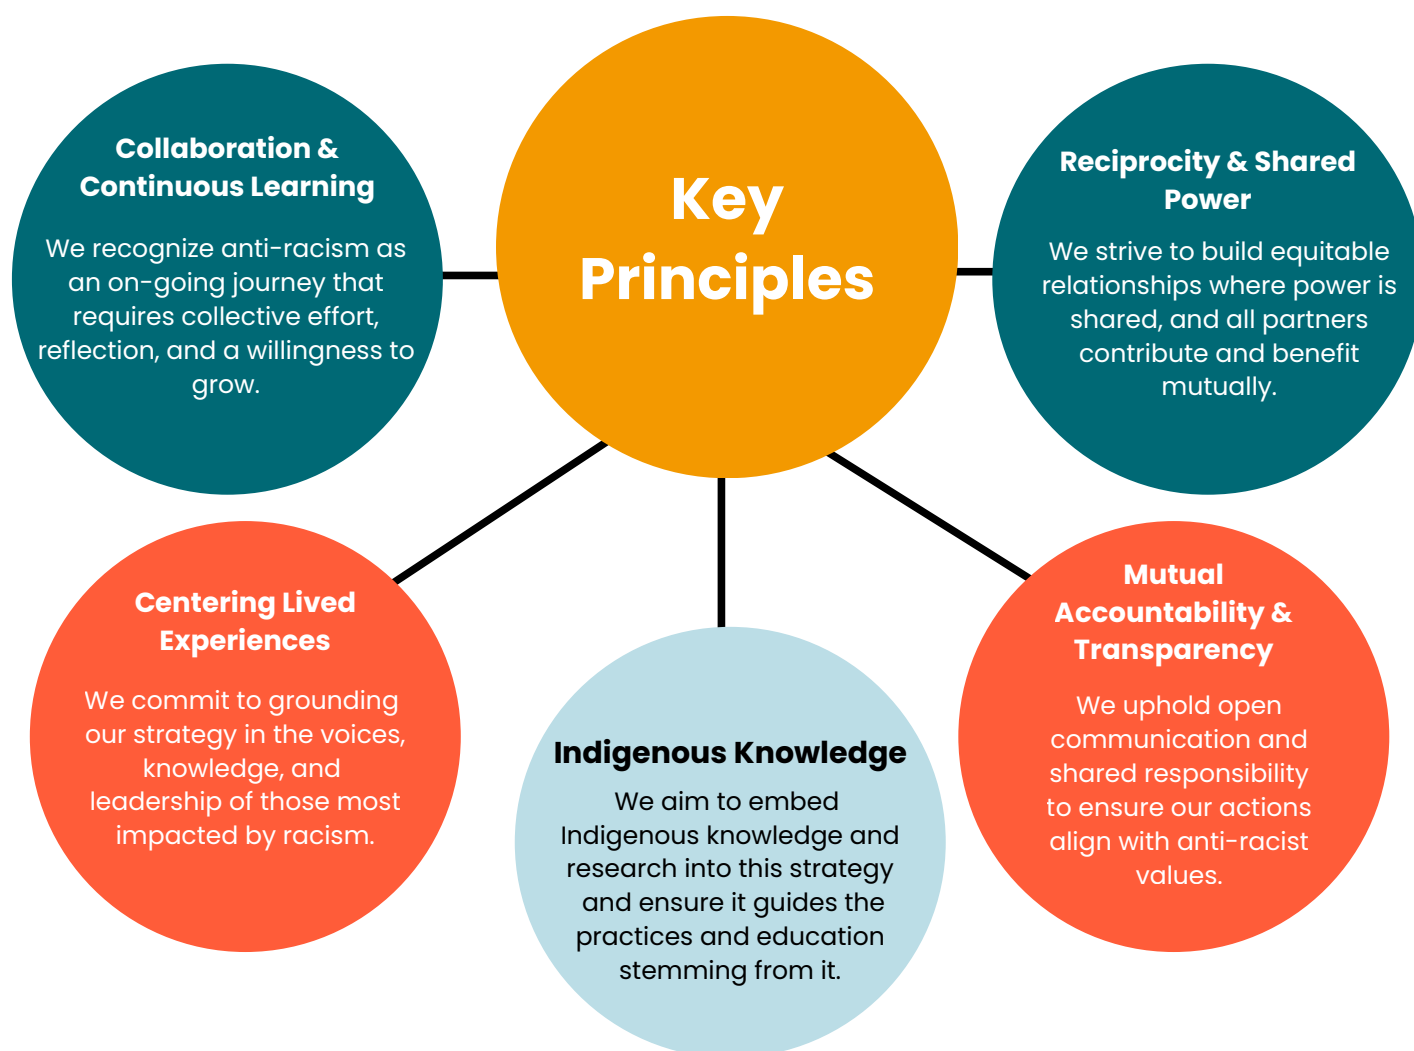 Key
Principles
Collaboration &
Continuous Learning
We recognize anti-racism as
an on-going journey that
requires collective effort,
reflection, and a willingness to
grow.
Reciprocity & Shared
Power
We strive to build equitable
relationships where power is
shared, and all partners
contribute and benefit
mutually.
Centering Lived
Experiences
We commit to grounding
our strategy in the voices,
knowledge, and
leadership of those most
impacted by racism.
Indigenous Knowledge
We aim to embed
Indigenous knowledge and
research into this strategy
and ensure it guides the
practices and education
stemming from it.
Mutual
Accountability &
Transparency
We uphold open
communication and
shared responsibility
to ensure our actions
align with anti-racist
values.